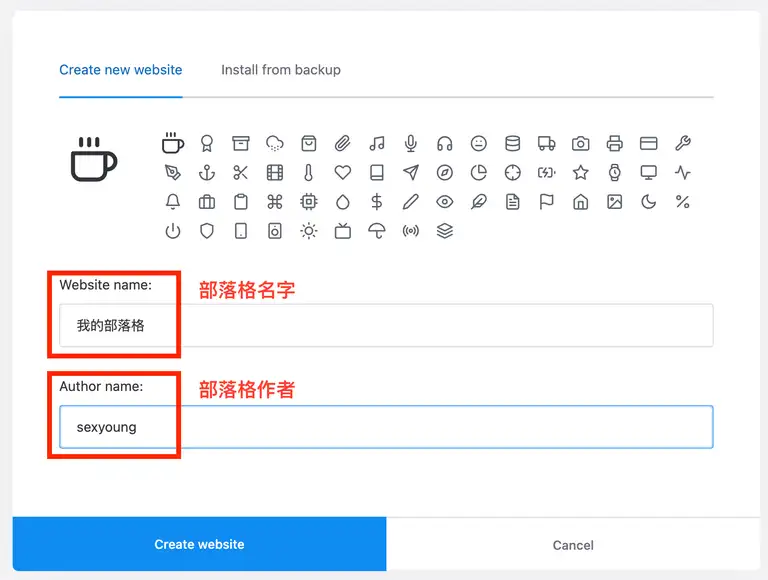 Create new website
Install from backup
Website name:
部落格名字
我的部落格
Author name:
部落格作者
sexyoung
Create website
Cancel